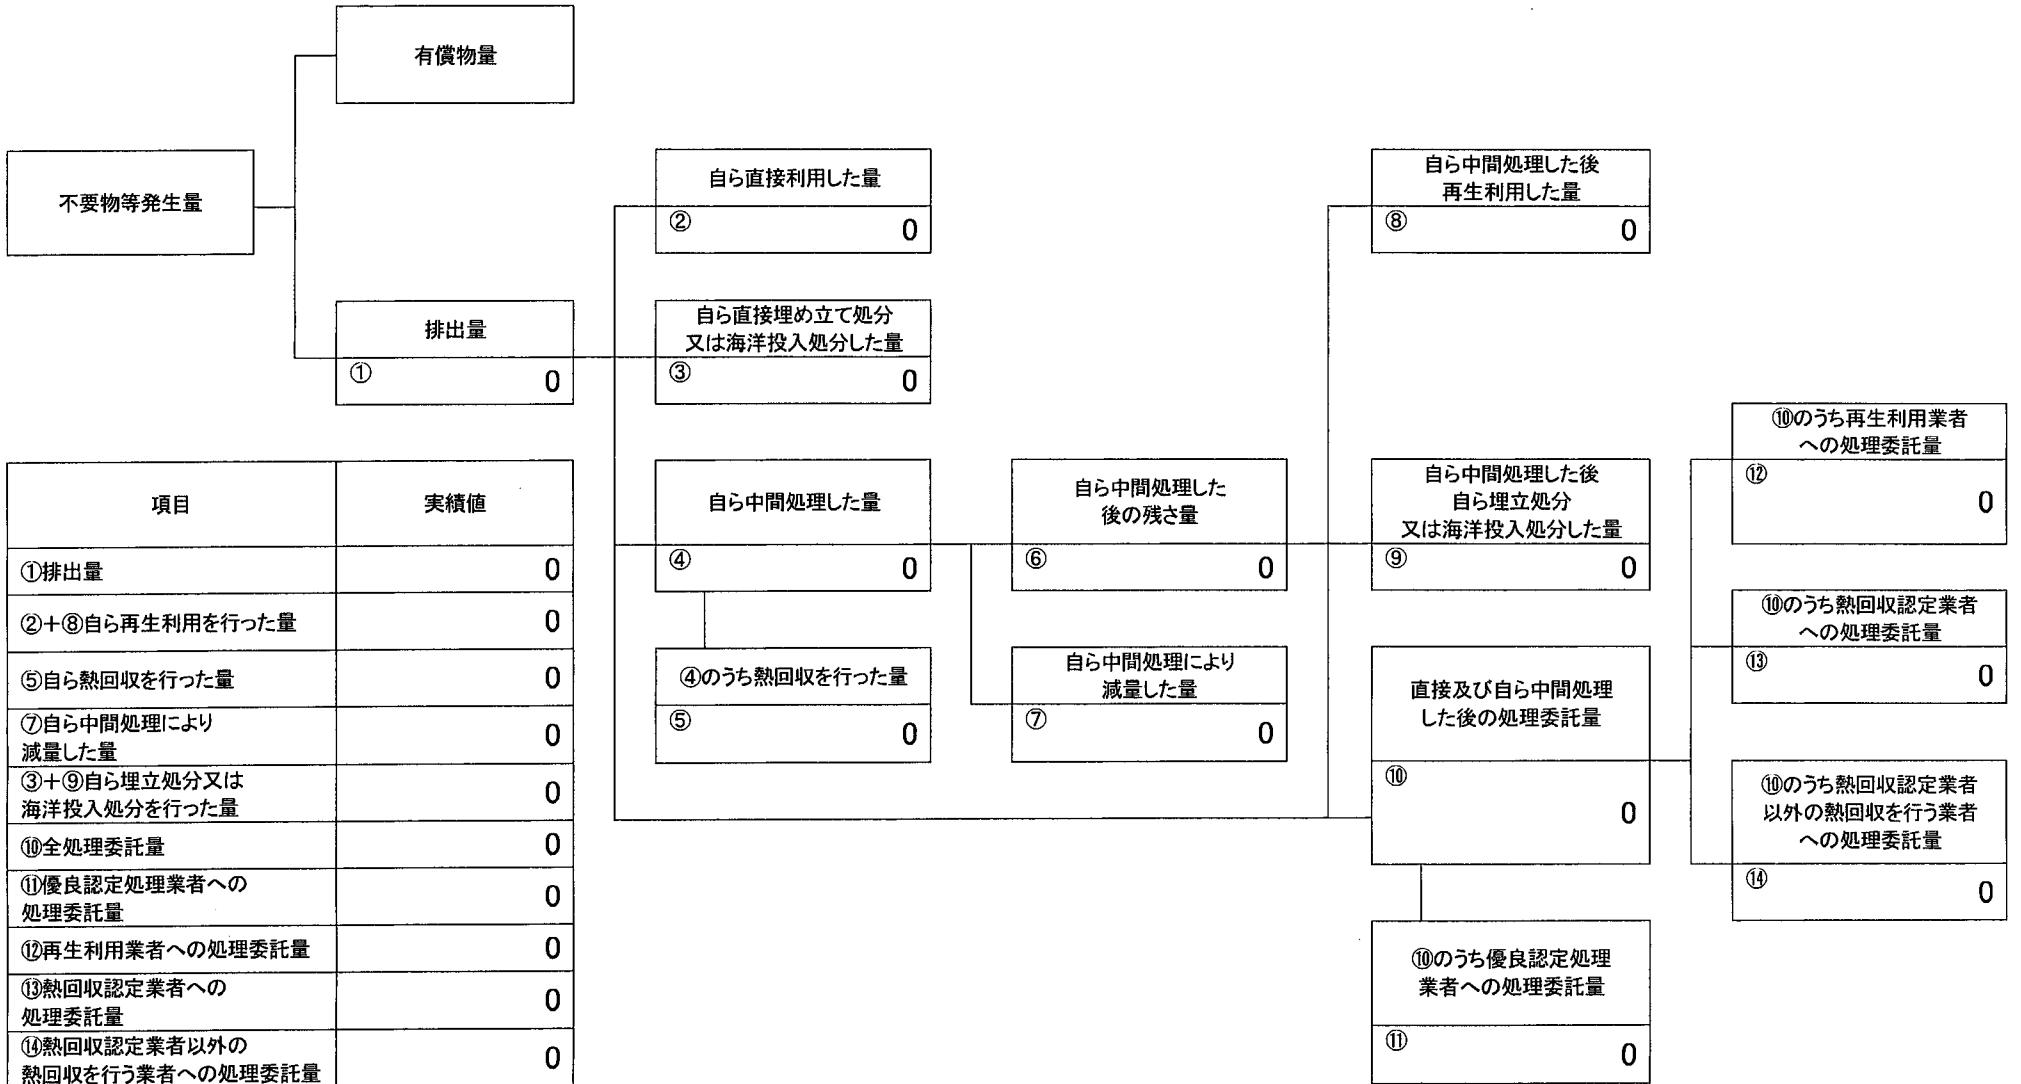 有償物量
不要物等発生量
排出量
①
0
自ら直接利用した量
②
0
自ら直接埋め立て処分
又は海洋投入処分した量
③
0
自ら中間処理した量
④
0
④のうち熱回収を行った量
⑤
0
自ら中間処理した
後の残さ量
⑥
0
自ら中間処理により
減量した量
⑦
0
自ら中間処理した後
再生利用した量
⑧
0
自ら中間処理した後
自ら埋立処分
又は海洋投入処分した量
⑨
0
直接及び自ら中間処理
した後の処理委託量
⑩
0
⑩のうち優良認定処理
業者への処理委託量
⑪
0
⑩のうち再生利用業者
への処理委託量
⑫
0
⑩のうち熱回収認定業者
への処理委託量
⑬
0
⑩のうち熱回収認定業者
以外の熱回収を行う業者
への処理委託量
⑭
0
項目 実績値
①排出量 0
②+⑧自ら再生利用を行った量 0
⑤自ら熱回収を行った量 0
⑦自ら中間処理により
減量した量 0
③+⑨自ら埋立処分又は
海洋投入処分を行った量 0
⑩全処理委託量 0
⑪優良認定処理業者への
処理委託量 0
⑫再生利用業者への処理委託量 0
⑬熱回収認定業者への
処理委託量 0
⑭熱回収認定業者以外の
熱回収を行う業者への処理委託量 0